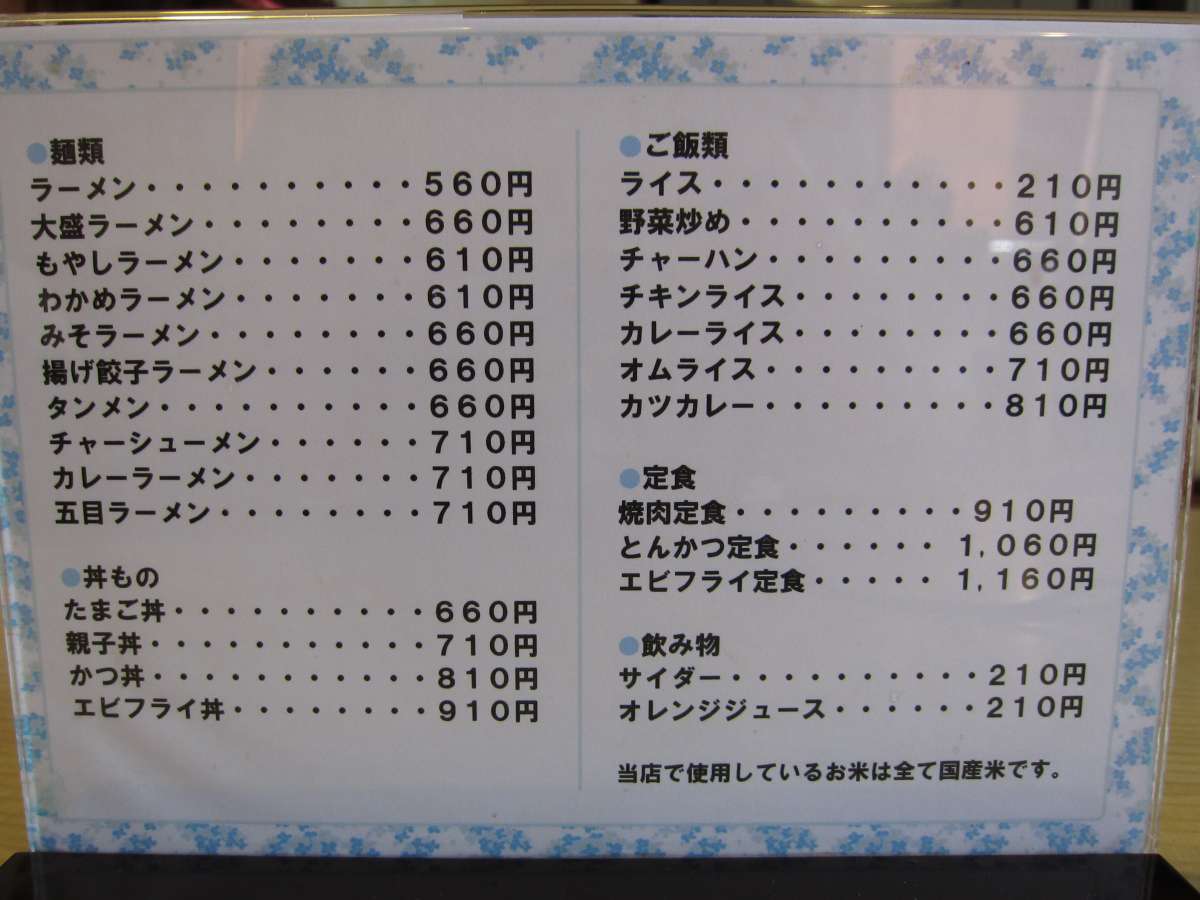 ●麺類
ラーメン・・・・・・・・・・５６０円
大盛ラーメン・・・・・・・・６６０円
もやしラーメン・・・・・・・６１０円
わかめラーメン・・・・・・・６１０円
みそラーメン・・・・・・・・６６０円
揚げ餃子ラーメン・・・・・・６６０円
タンメン・・・・・・・・・・６６０円
チャーシューメン・・・・・・７１０円
カレーラーメン・・・・・・・７１０円
五目ラーメン・・・・・・・・７１０円
●丼もの
たまご丼・・・・・・・・・・６６０円
親子丼・・・・・・・・・・・７１０円
かつ丼・・・・・・・・・・・８１０円
エビフライ丼・・・・・・・・９１０円
●ご飯類
ライス・・・・・・・・・・・２１０円
野菜炒め・・・・・・・・・・６１０円
チャーハン・・・・・・・・・６６０円
チキンライス・・・・・・・・６６０円
カレーライス・・・・・・・・６６０円
オムライス・・・・・・・・・７１０円
カツカレー・・・・・・・・・８１０円
●定食
焼肉定食・・・・・・・・・９１０円
とんかつ定食・・・・・・ １，０６０円
エビフライ定食・・・・・ １，１６０円
●飲み物
サイダー・・・・・・・・・・２１０円
オレンジジュース・・・・・・２１０円
当店で使用しているお米は全て国産米です。